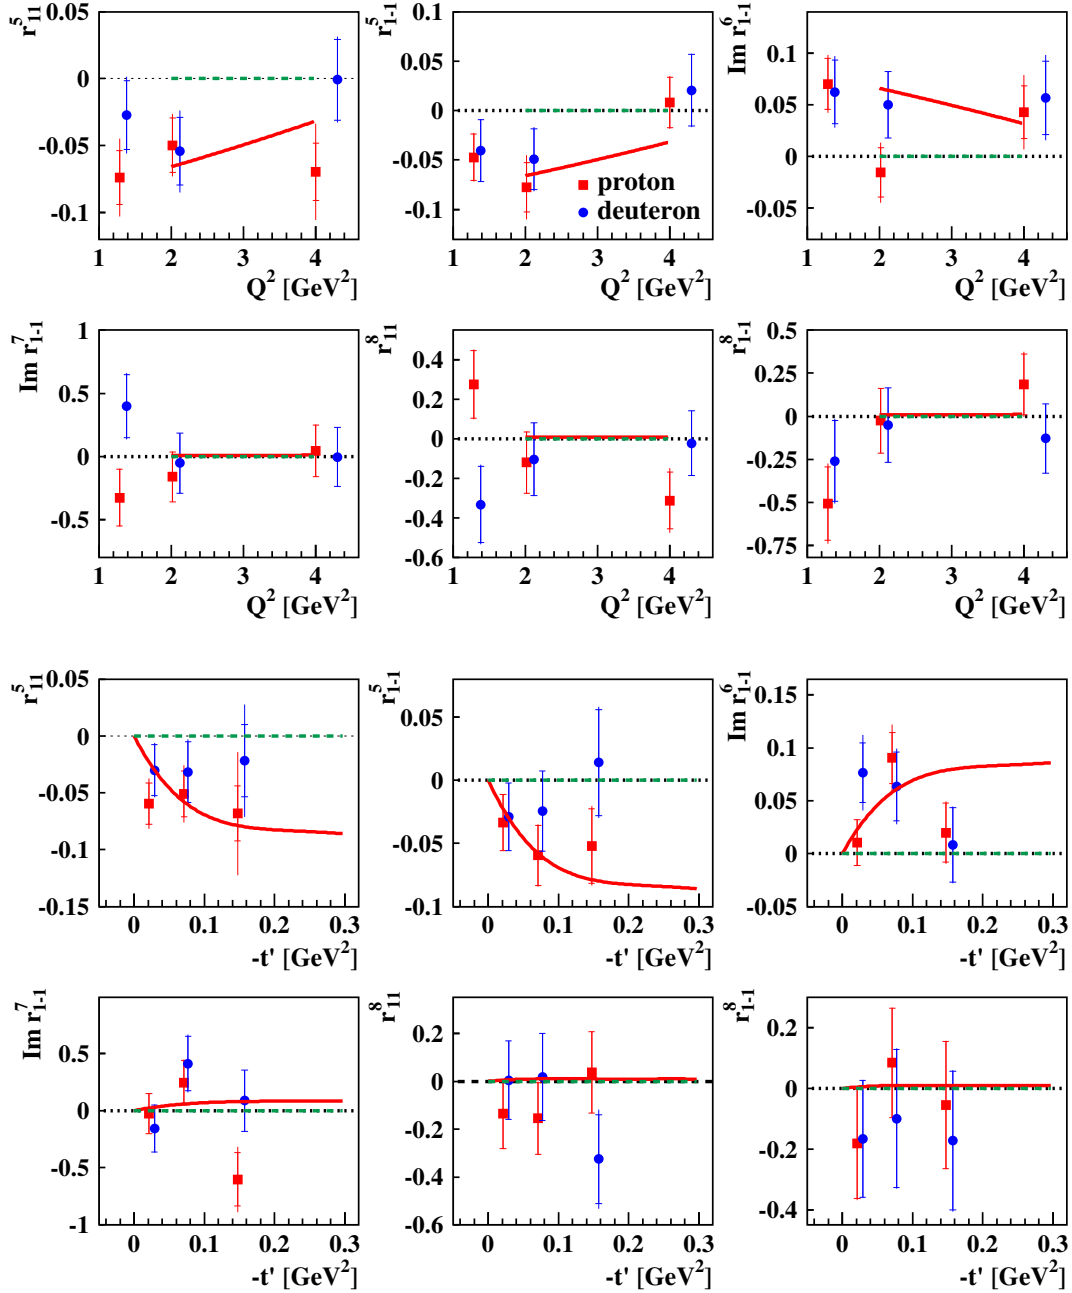 r⁵₁₁
0.05
0
-0.05
-0.1
1 2 3 4
Q² [GeV²]
r⁵₁₋₁
0.1
0.05
0
-0.05
-0.1
proton
deuteron
1 2 3 4
Q² [GeV²]
Im r⁶₁₋₁
0.1
0.05
0
-0.05
1 2 3 4
Q² [GeV²]
Im r⁷₁₋₁
1
0.5
0
-0.5
1 2 3 4
Q² [GeV²]
r⁸₁₁
0.4
0.2
0
-0.2
-0.4
-0.6
1 2 3 4
Q² [GeV²]
r⁸₁₋₁
0.5
0.25
0
-0.25
-0.5
-0.75
1 2 3 4
Q² [GeV²]
r⁵₁₁
0.05
0
-0.05
-0.1
-0.15
0 0.1 0.2 0.3
-t' [GeV²]
r⁵₁₋₁
0.05
0
-0.05
-0.1
0 0.1 0.2 0.3
-t' [GeV²]
Im r⁶₁₋₁
0.15
0.1
0.05
0
-0.05
0 0.1 0.2 0.3
-t' [GeV²]
Im r⁷₁₋₁
0.5
0
-0.5
-1
0 0.1 0.2 0.3
-t' [GeV²]
r⁸₁₁
0.2
0
-0.2
-0.4
-0.6
0 0.1 0.2 0.3
-t' [GeV²]
r⁸₁₋₁
0.2
0
-0.2
-0.4
0 0.1 0.2 0.3
-t' [GeV²]